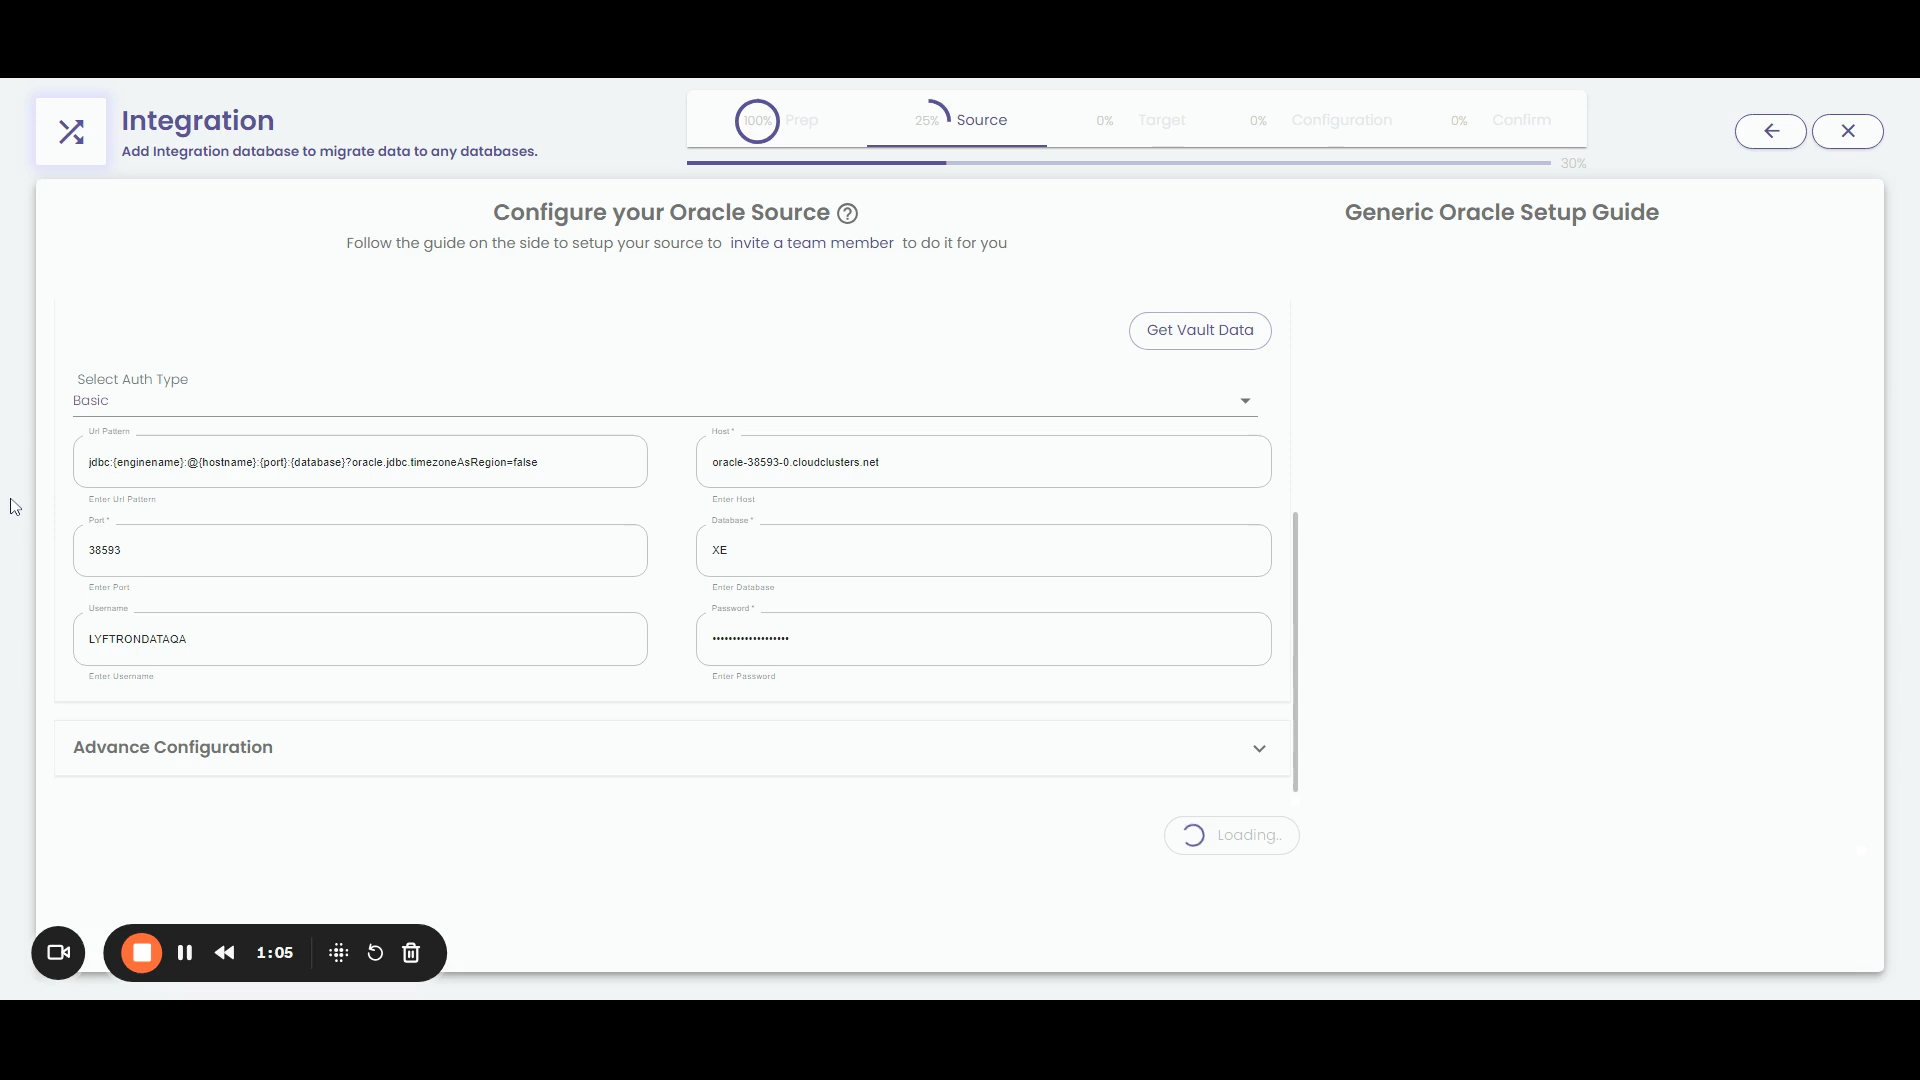 Integration
Add Integration database to migrate data to any databases.
100% Prep
25% Source
0% Target
0% Configuration
0% Confirm
30%
Configure your Oracle Source ?
Follow the guide on the side to setup your source to invite a team member to do it for you
Generic Oracle Setup Guide
Get Vault Data
Select Auth Type
Basic
Url Pattern
jdbc:{enginename}:@{hostname}:{port}:{database}?oracle.jdbc.timezoneAsRegion=false
Enter Url Pattern
Host *
oracle-38593-0.cloudclusters.net
Enter Host
Port *
38593
Enter Port
Database *
XE
Enter Database
Username
LYFTRONDATAQA
Enter Username
Password *
•••••••••••••••••••
Enter Password
Advance Configuration
Loading..
1:05